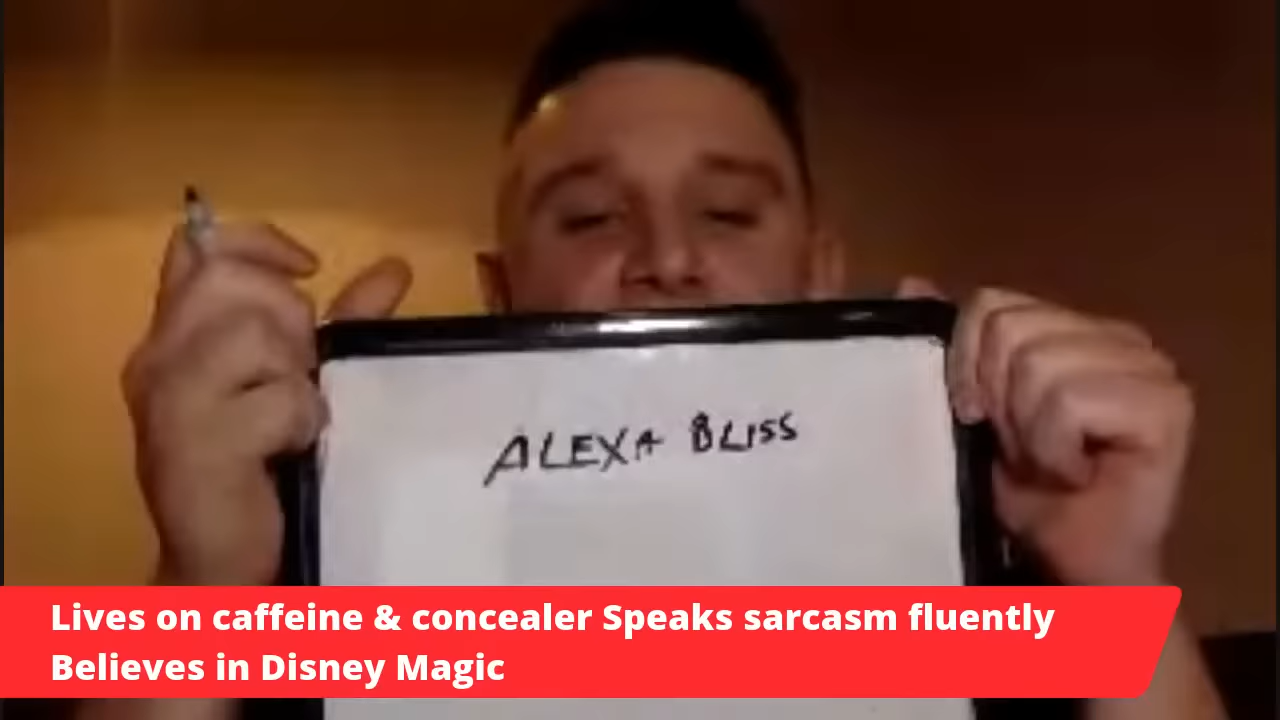 ALEXA BLISS
Lives on caffeine & concealer Speaks sarcasm fluently
Believes in Disney Magic